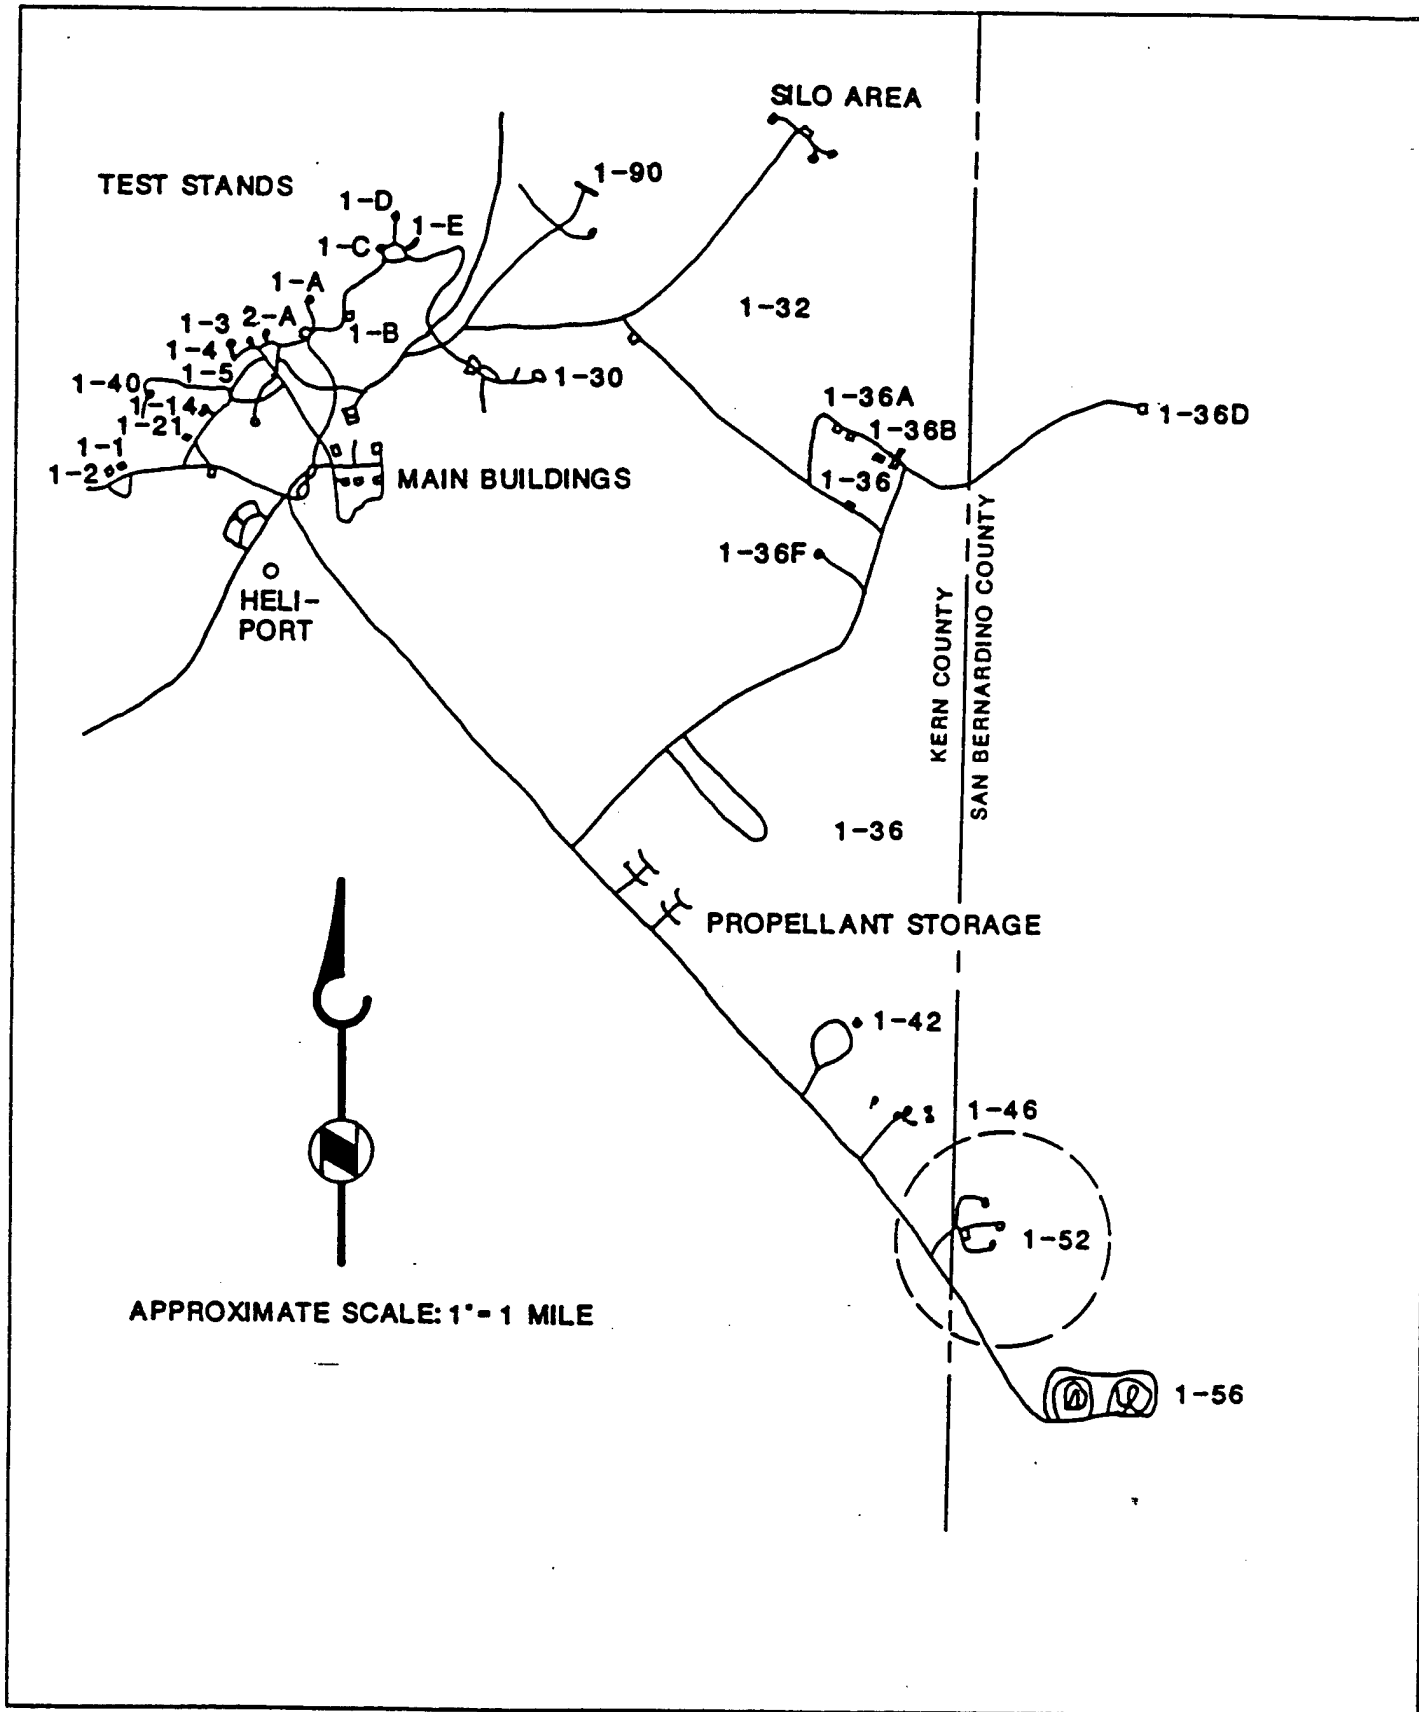 SILO AREA
TEST STANDS
1-90
1-D
1-E
1-C
1-A
1-32
1-3
2-A
1-B
1-4
1-5
1-40
1-30
1-14
1-36A
1-36D
1-21
1-36B
1-1
1-2
MAIN BUILDINGS
1-36
1-36F
HELI-
PORT
KERN COUNTY
SAN BERNARDINO COUNTY
1-36
PROPELLANT STORAGE
1-42
1-46
N
1-52
APPROXIMATE SCALE: 1"= 1 MILE
1-56